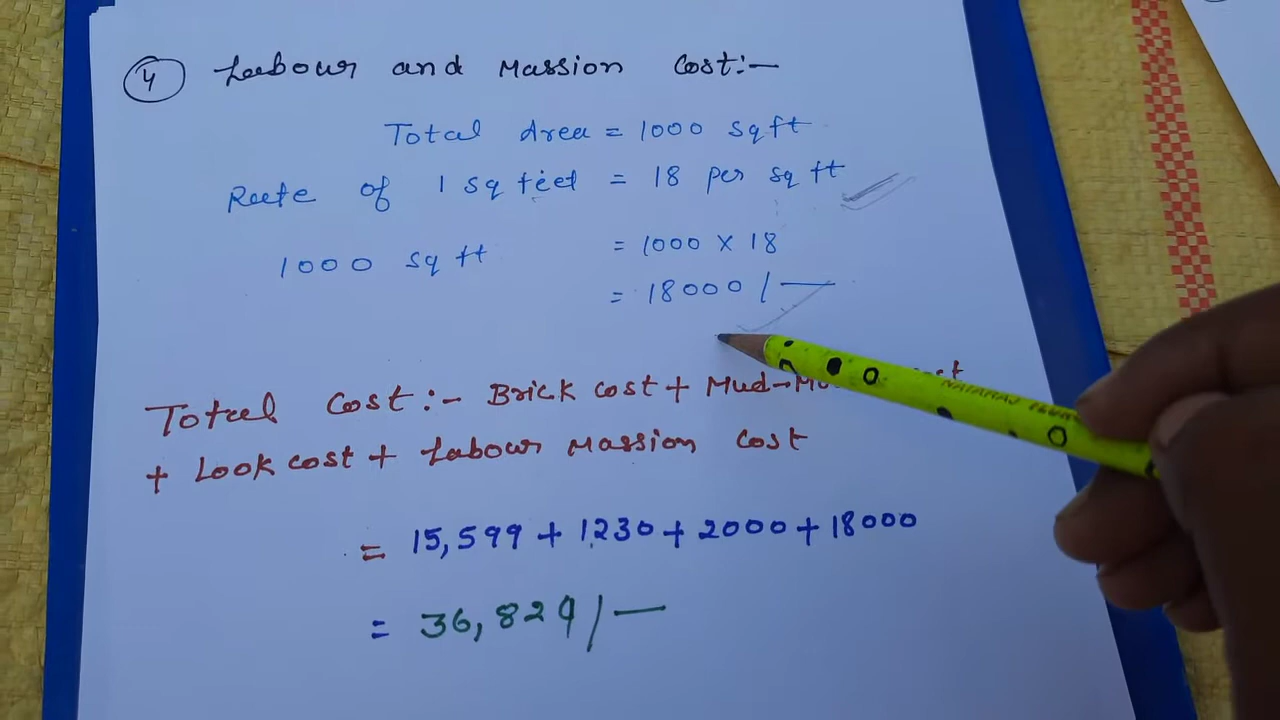 4 Labour and Massion Cost:-
Total Area = 1000 sqft
Rate of 1 sq feet = 18 per sq ft
1000 sq ft = 1000 x 18
= 18000/-
Total Cost:- Brick cost + Mud-
+ Look cost + Labour Massion Cost
= 15,599 + 1230 + 2000 + 18000
= 36,829/-
NATARAJ